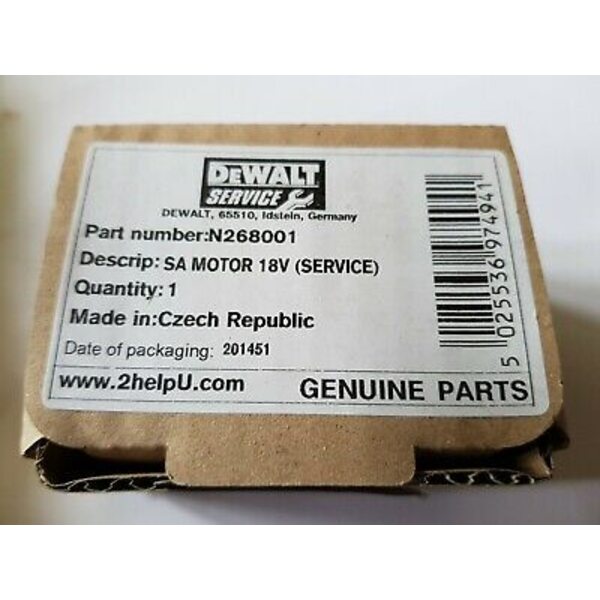 DEWALT
SERVICE
DEWALT, 65510, Idstein, Germany
Part number:N268001
Descrip: SA MOTOR 18V (SERVICE)
Quantity: 1
Made in:Czech Republic
Date of packaging: 201451
www.2helpU.com
GENUINE PARTS
5 025536 974941